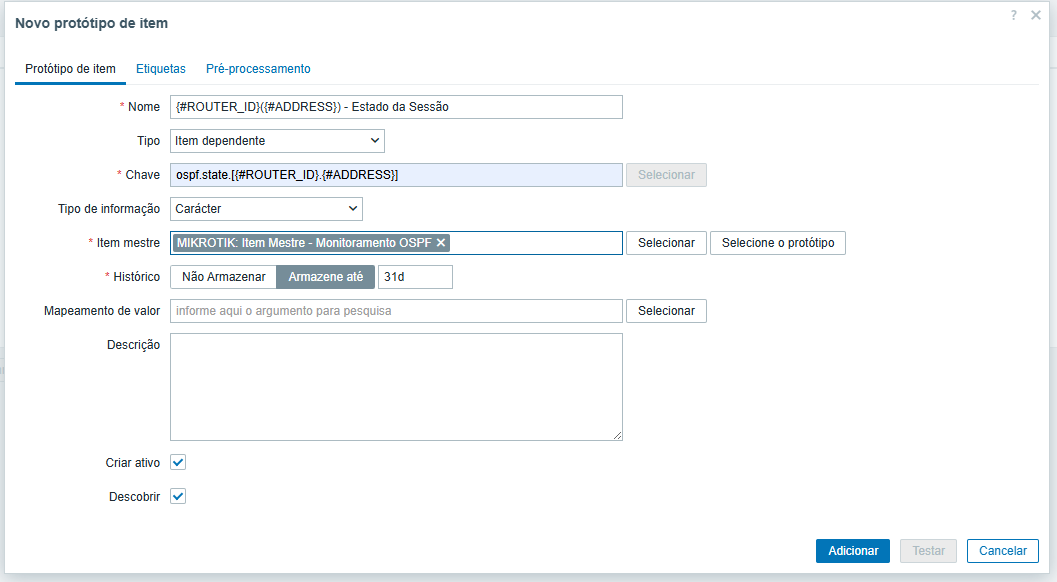 Novo protótipo de item
? ×
Protótipo de item Etiquetas Pré-processamento
* Nome {#ROUTER_ID}({#ADDRESS}) - Estado da Sessão
Tipo Item dependente
* Chave ospf.state.[{#ROUTER_ID}.{#ADDRESS}] Selecionar
Tipo de informação Carácter
* Item mestre MIKROTIK: Item Mestre - Monitoramento OSPF × Selecionar Selecione o protótipo
* Histórico Não Armazenar Armazene até 31d
Mapeamento de valor informe aqui o argumento para pesquisa Selecionar
Descrição
Criar ativo
Descobrir
Adicionar Testar Cancelar